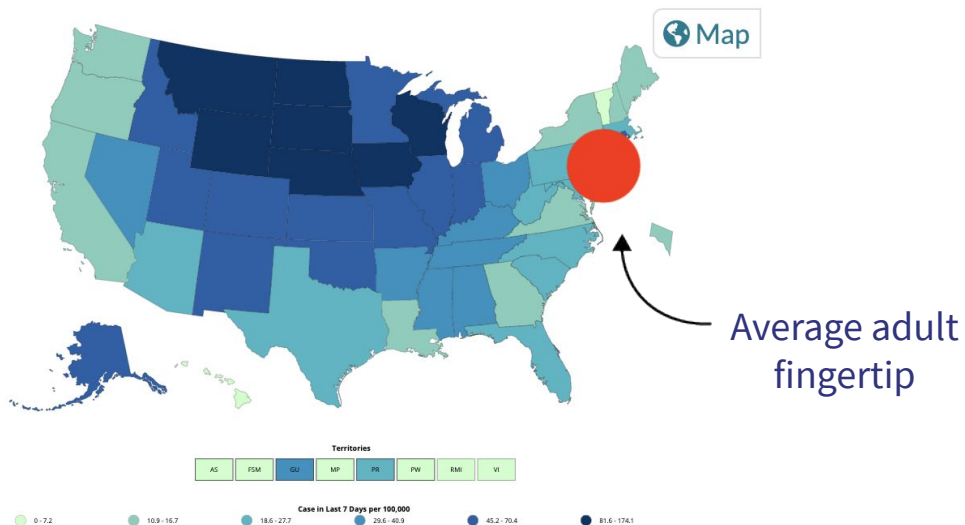 Map
Average adult
fingertip
Territories
AS FSM GU MP PR PW RMI VI
Case in Last 7 Days per 100,000
0 - 7.2 10.9 - 16.7 18.6 - 27.7 29.6 - 40.9 45.2 - 70.4 81.6 - 174.1